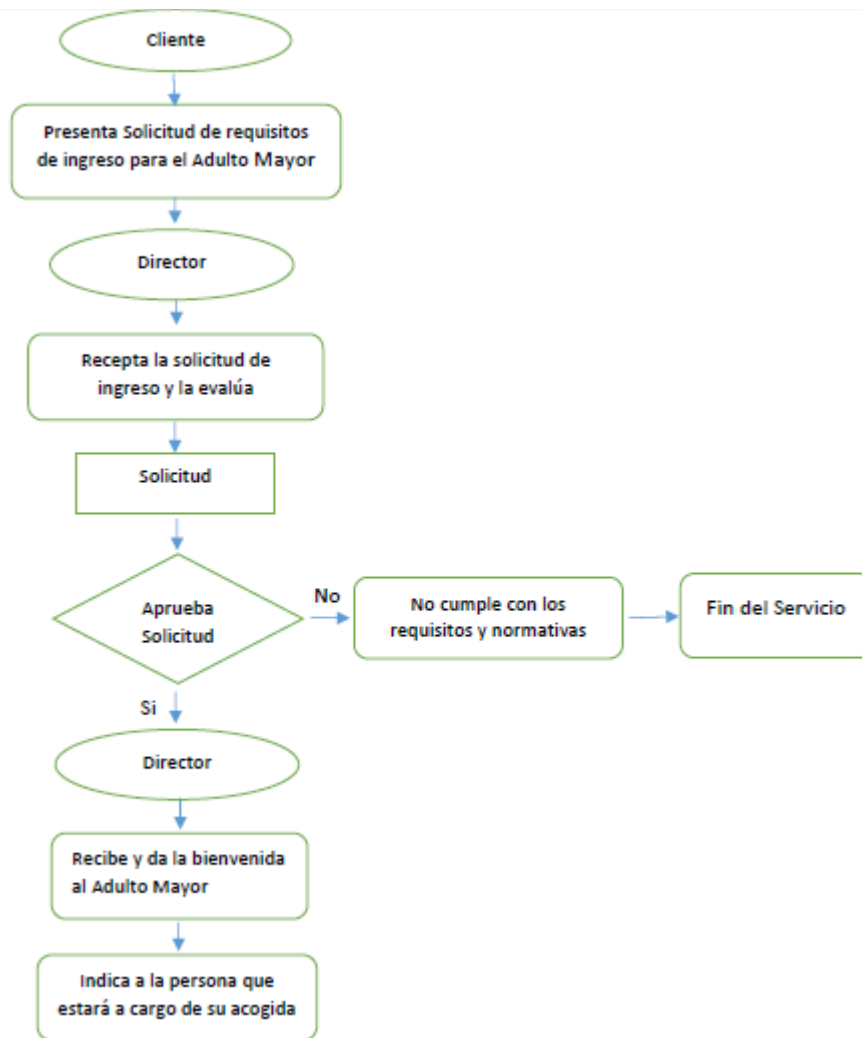 Cliente
Presenta Solicitud de requisitos
de ingreso para el Adulto Mayor
Director
Recepta la solicitud de
ingreso y la evalúa
Solicitud
Aprueba
Solicitud
No
No cumple con los
requisitos y normativas
Fin del Servicio
Si
Director
Recibe y da la bienvenida
al Adulto Mayor
Indica a la persona que
estará a cargo de su acogida